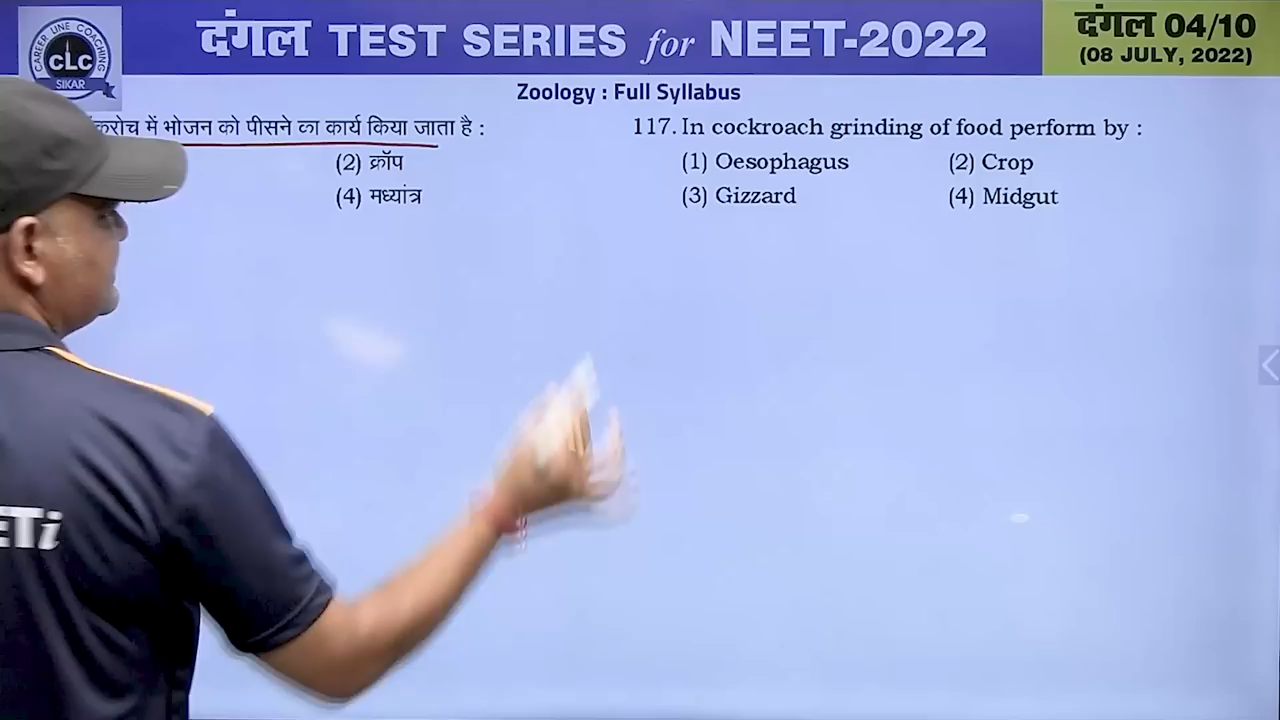 दंगल TEST SERIES for NEET-2022
दंगल 04/10
(08 JULY, 2022)
CAREER LINE COACHING
CLC
SIKAR
Zoology : Full Syllabus
में भोजन को पीसने का कार्य किया जाता है :
(2) क्रॉप
(4) मध्यांत्र
117. In cockroach grinding of food perform by :
(1) Oesophagus (2) Crop
(3) Gizzard (4) Midgut